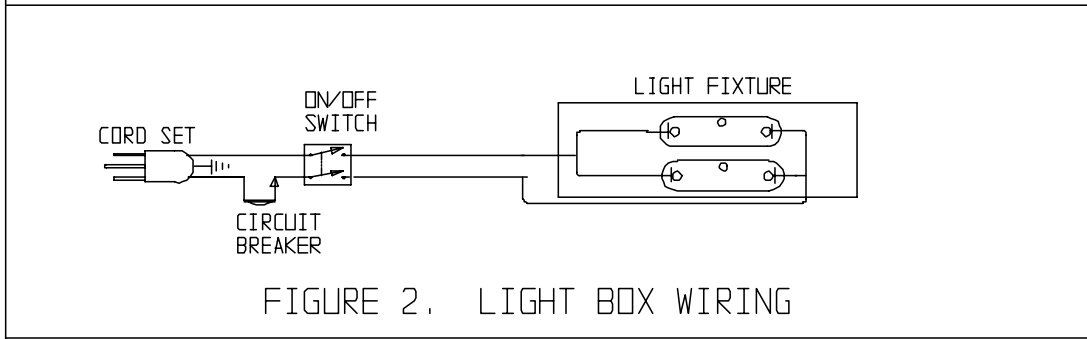 LIGHT FIXTURE
ON/OFF
SWITCH
CORD SET
CIRCUIT
BREAKER
FIGURE 2. LIGHT BOX WIRING